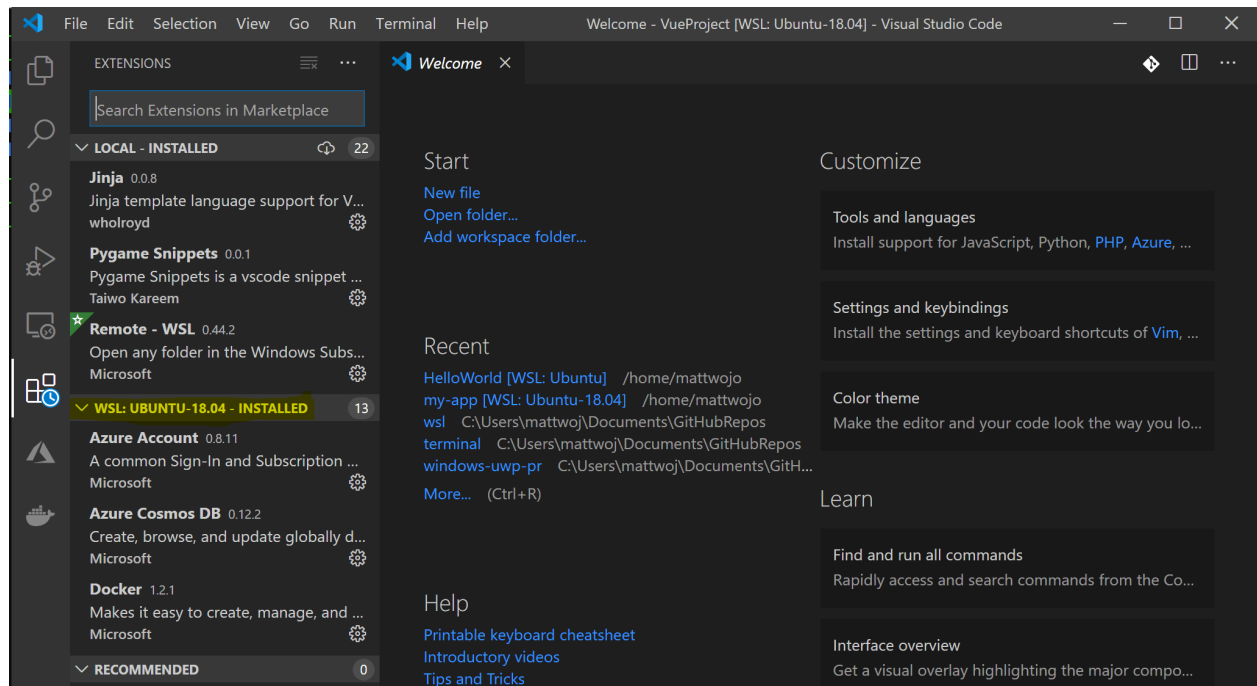 File Edit Selection View Go Run Terminal Help Welcome - VueProject [WSL: Ubuntu-18.04] - Visual Studio Code
EXTENSIONS
Search Extensions in Marketplace
LOCAL - INSTALLED 22
Jinja 0.0.8
Jinja template language support for V...
wholroyd
Pygame Snippets 0.0.1
Pygame Snippets is a vscode snippet ...
Taiwo Kareem
Remote - WSL 0.44.2
Open any folder in the Windows Subs...
Microsoft
WSL: UBUNTU-18.04 - INSTALLED 13
Azure Account 0.8.11
A common Sign-In and Subscription ...
Microsoft
Azure Cosmos DB 0.12.2
Create, browse, and update globally d...
Microsoft
Docker 1.2.1
Makes it easy to create, manage, and ...
Microsoft
RECOMMENDED 0
Welcome
Start
New file
Open folder...
Add workspace folder...
Recent
HelloWorld [WSL: Ubuntu] /home/mattwojo
my-app [WSL: Ubuntu-18.04] /home/mattwojo
wsl C:\Users\mattwoj\Documents\GitHubRepos
terminal C:\Users\mattwoj\Documents\GitHubRepos
windows-uwp-pr C:\Users\mattwoj\Documents\GitH...
More... (Ctrl+R)
Help
Printable keyboard cheatsheet
Introductory videos
Tips and Tricks
Customize
Tools and languages
Install support for JavaScript, Python, PHP, Azure, ...
Settings and keybindings
Install the settings and keyboard shortcuts of Vim, ...
Color theme
Make the editor and your code look the way you lo...
Learn
Find and run all commands
Rapidly access and search commands from the Co...
Interface overview
Get a visual overlay highlighting the major compo...